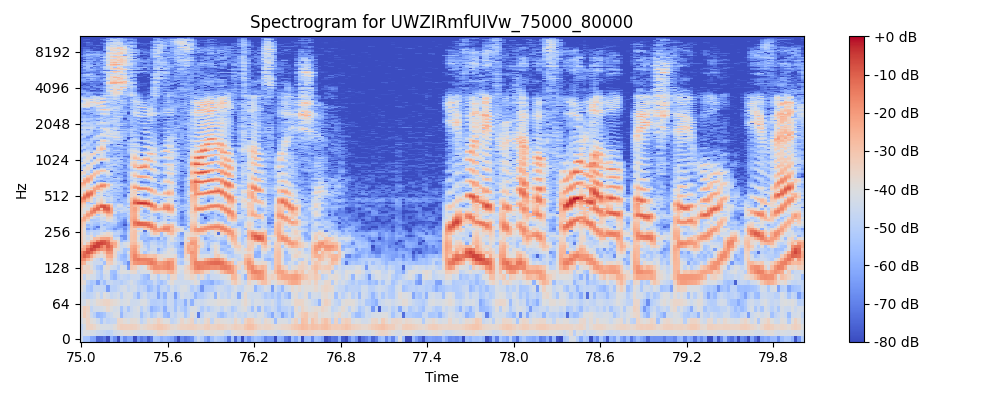 Spectrogram for UWZIRmfUIVw_75000_80000
8192
4096
2048
1024
512
256
128
64
0
Hz
75.0 75.6 76.2 76.8 77.4 78.0 78.6 79.2 79.8
Time
+0 dB
-10 dB
-20 dB
-30 dB
-40 dB
-50 dB
-60 dB
-70 dB
-80 dB